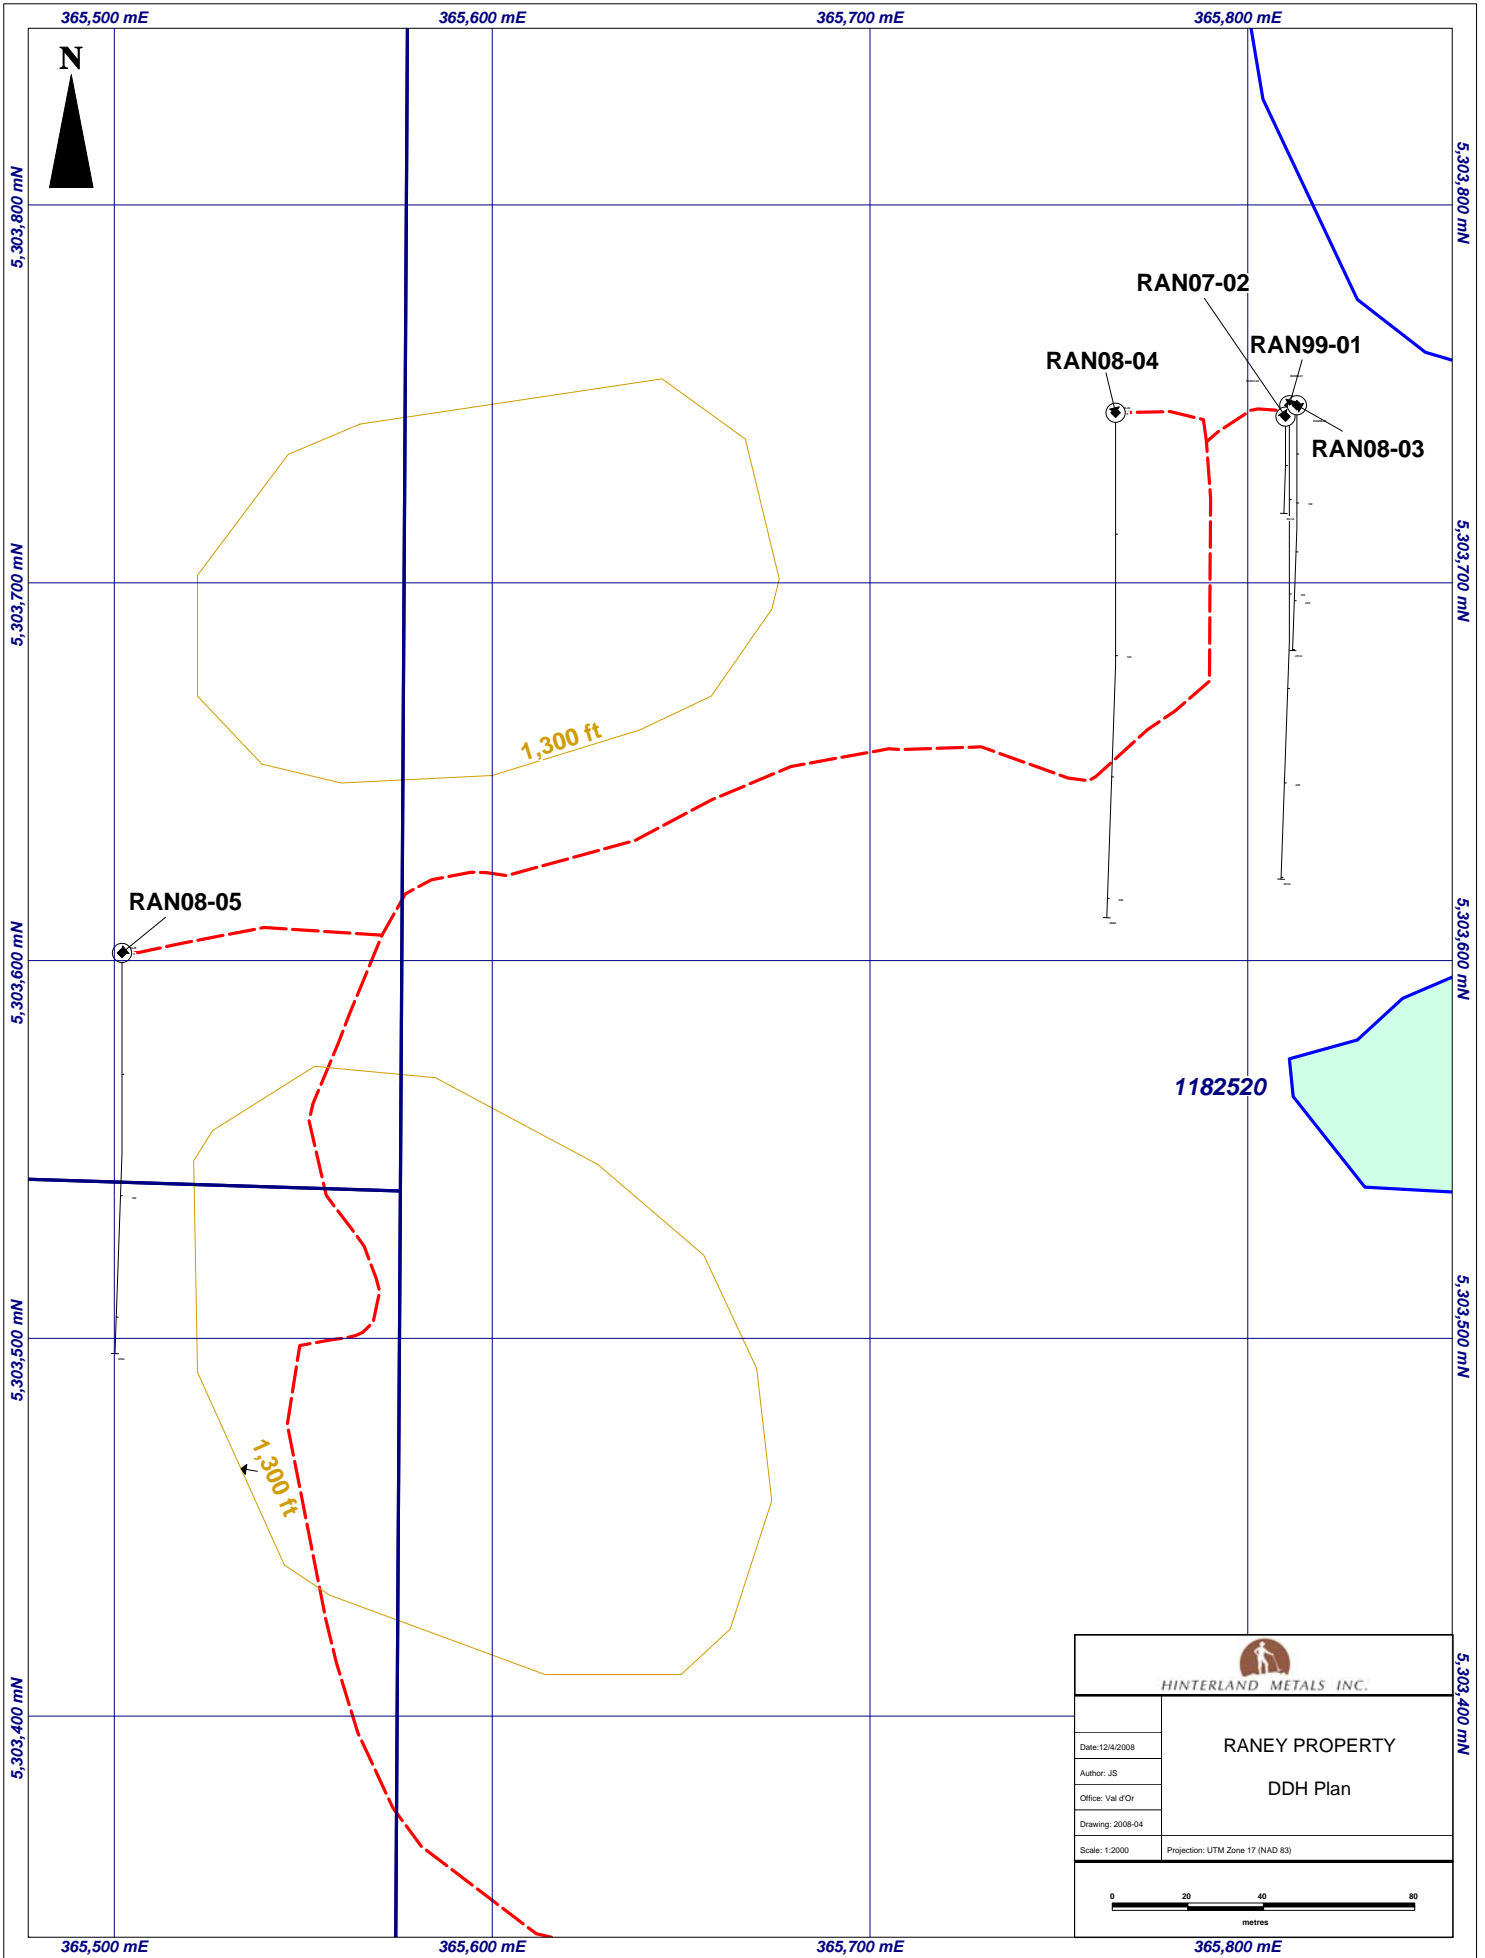 365,500 mE
365,600 mE
365,700 mE
365,800 mE
N
5,303,800 mN
5,303,800 mN
RAN07-02
RAN99-01
RAN08-04
RAN08-03
5,303,700 mN
5,303,700 mN
1,300 ft
RAN08-05
5,303,600 mN
5,303,600 mN
1182520
5,303,500 mN
5,303,500 mN
1,300 ft
5,303,400 mN
5,303,400 mN
HINTERLAND METALS INC.
RANEY PROPERTY
DDH Plan
Date:12/4/2008
Author: JS
Office: Val d'Or
Drawing: 2008-04
Scale: 1:2000
Projection: UTM Zone 17 (NAD 83)
0 20 40 80
metres
365,500 mE
365,600 mE
365,700 mE
365,800 mE